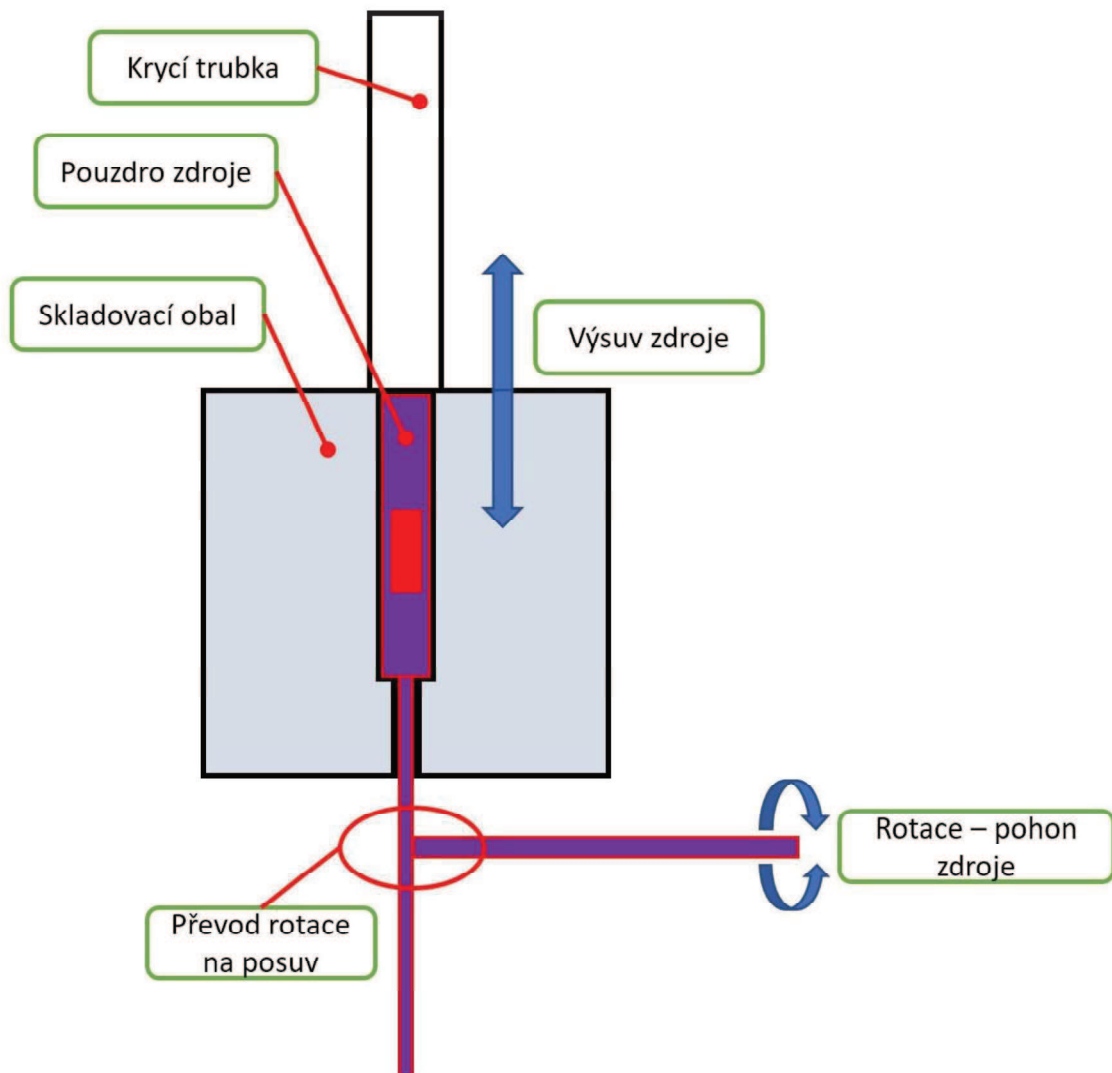 Krycí trubka
Pouzdro zdroje
Skladovací obal
Výsuv zdroje
Rotace – pohon
zdroje
Převod rotace
na posuv